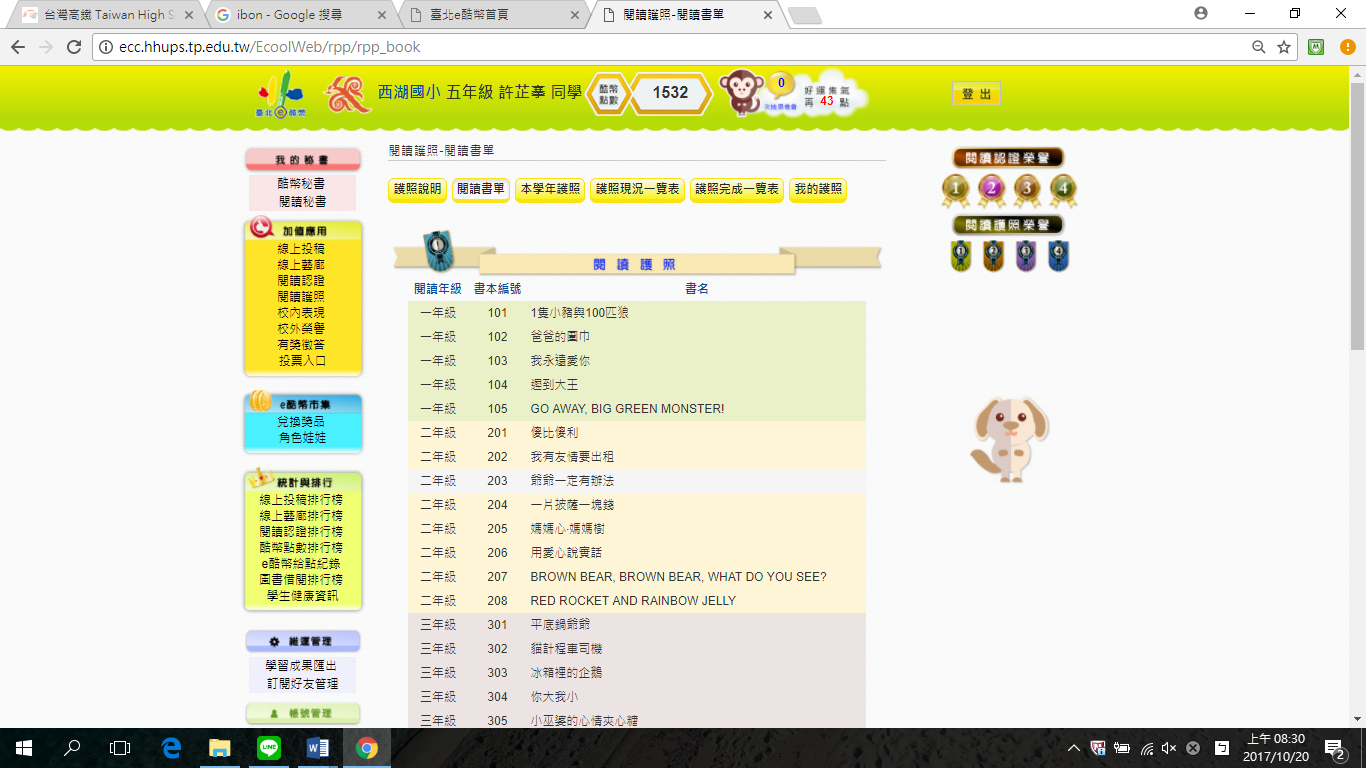 台灣高鐵 Taiwan High S
ibon - Google 搜尋
臺北e酷幣首頁
閱讀護照-閱讀書單
ecc.hhups.tp.edu.tw/EcoolWeb/rpp/rpp_book
臺北e酷幣
西湖國小 五年級 許芷搴 同學
酷幣點數
1532
0
好運集氣
再 43 點
登出
我的秘書
酷幣秘書
閱讀秘書
加值應用
線上投稿
線上藝廊
閱讀認證
閱讀護照
校內表現
校外榮譽
有獎徵答
投票入口
e酷幣市集
兌換獎品
角色娃娃
統計與排行
線上投稿排行榜
線上藝廊排行榜
閱讀認證排行榜
酷幣點數排行榜
e酷幣給點紀錄
圖書借閱排行榜
學生健康資訊
維運管理
學習成果匯出
訂閱好友管理
帳號管理
閱讀護照-閱讀書單
護照說明 閱讀書單 本學年護照 護照現況一覽表 護照完成一覽表 我的護照
閱讀護照
閱讀年級 書本編號 書名
一年級 101 1隻小豬與100匹狼
一年級 102 爸爸的圍巾
一年級 103 我永遠愛你
一年級 104 遲到大王
一年級 105 GO AWAY, BIG GREEN MONSTER!
二年級 201 傻比傻利
二年級 202 我有友情要出租
二年級 203 爺爺一定有辦法
二年級 204 一片披薩一塊錢
二年級 205 媽媽心‧媽媽樹
二年級 206 用愛心說實話
二年級 207 BROWN BEAR, BROWN BEAR, WHAT DO YOU SEE?
二年級 208 RED ROCKET AND RAINBOW JELLY
三年級 301 平底鍋爺爺
三年級 302 貓計程車司機
三年級 303 冰箱裡的企鵝
三年級 304 你大我小
三年級 305 小巫婆的心情夾心糖
閱讀認證榮譽
1 2 3 4
閱讀護照榮譽
1 2 3 4
上午 08:30
2017/10/20
2